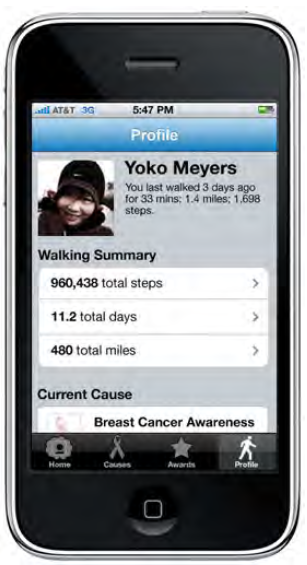 AT&T 3G 5:47 PM
Profile
Yoko Meyers
You last walked 3 days ago
for 33 mins: 1.4 miles; 1,698
steps.
Walking Summary
960,438 total steps
11.2 total days
480 total miles
Current Cause
Breast Cancer Awareness
Home Causes Awards Profile